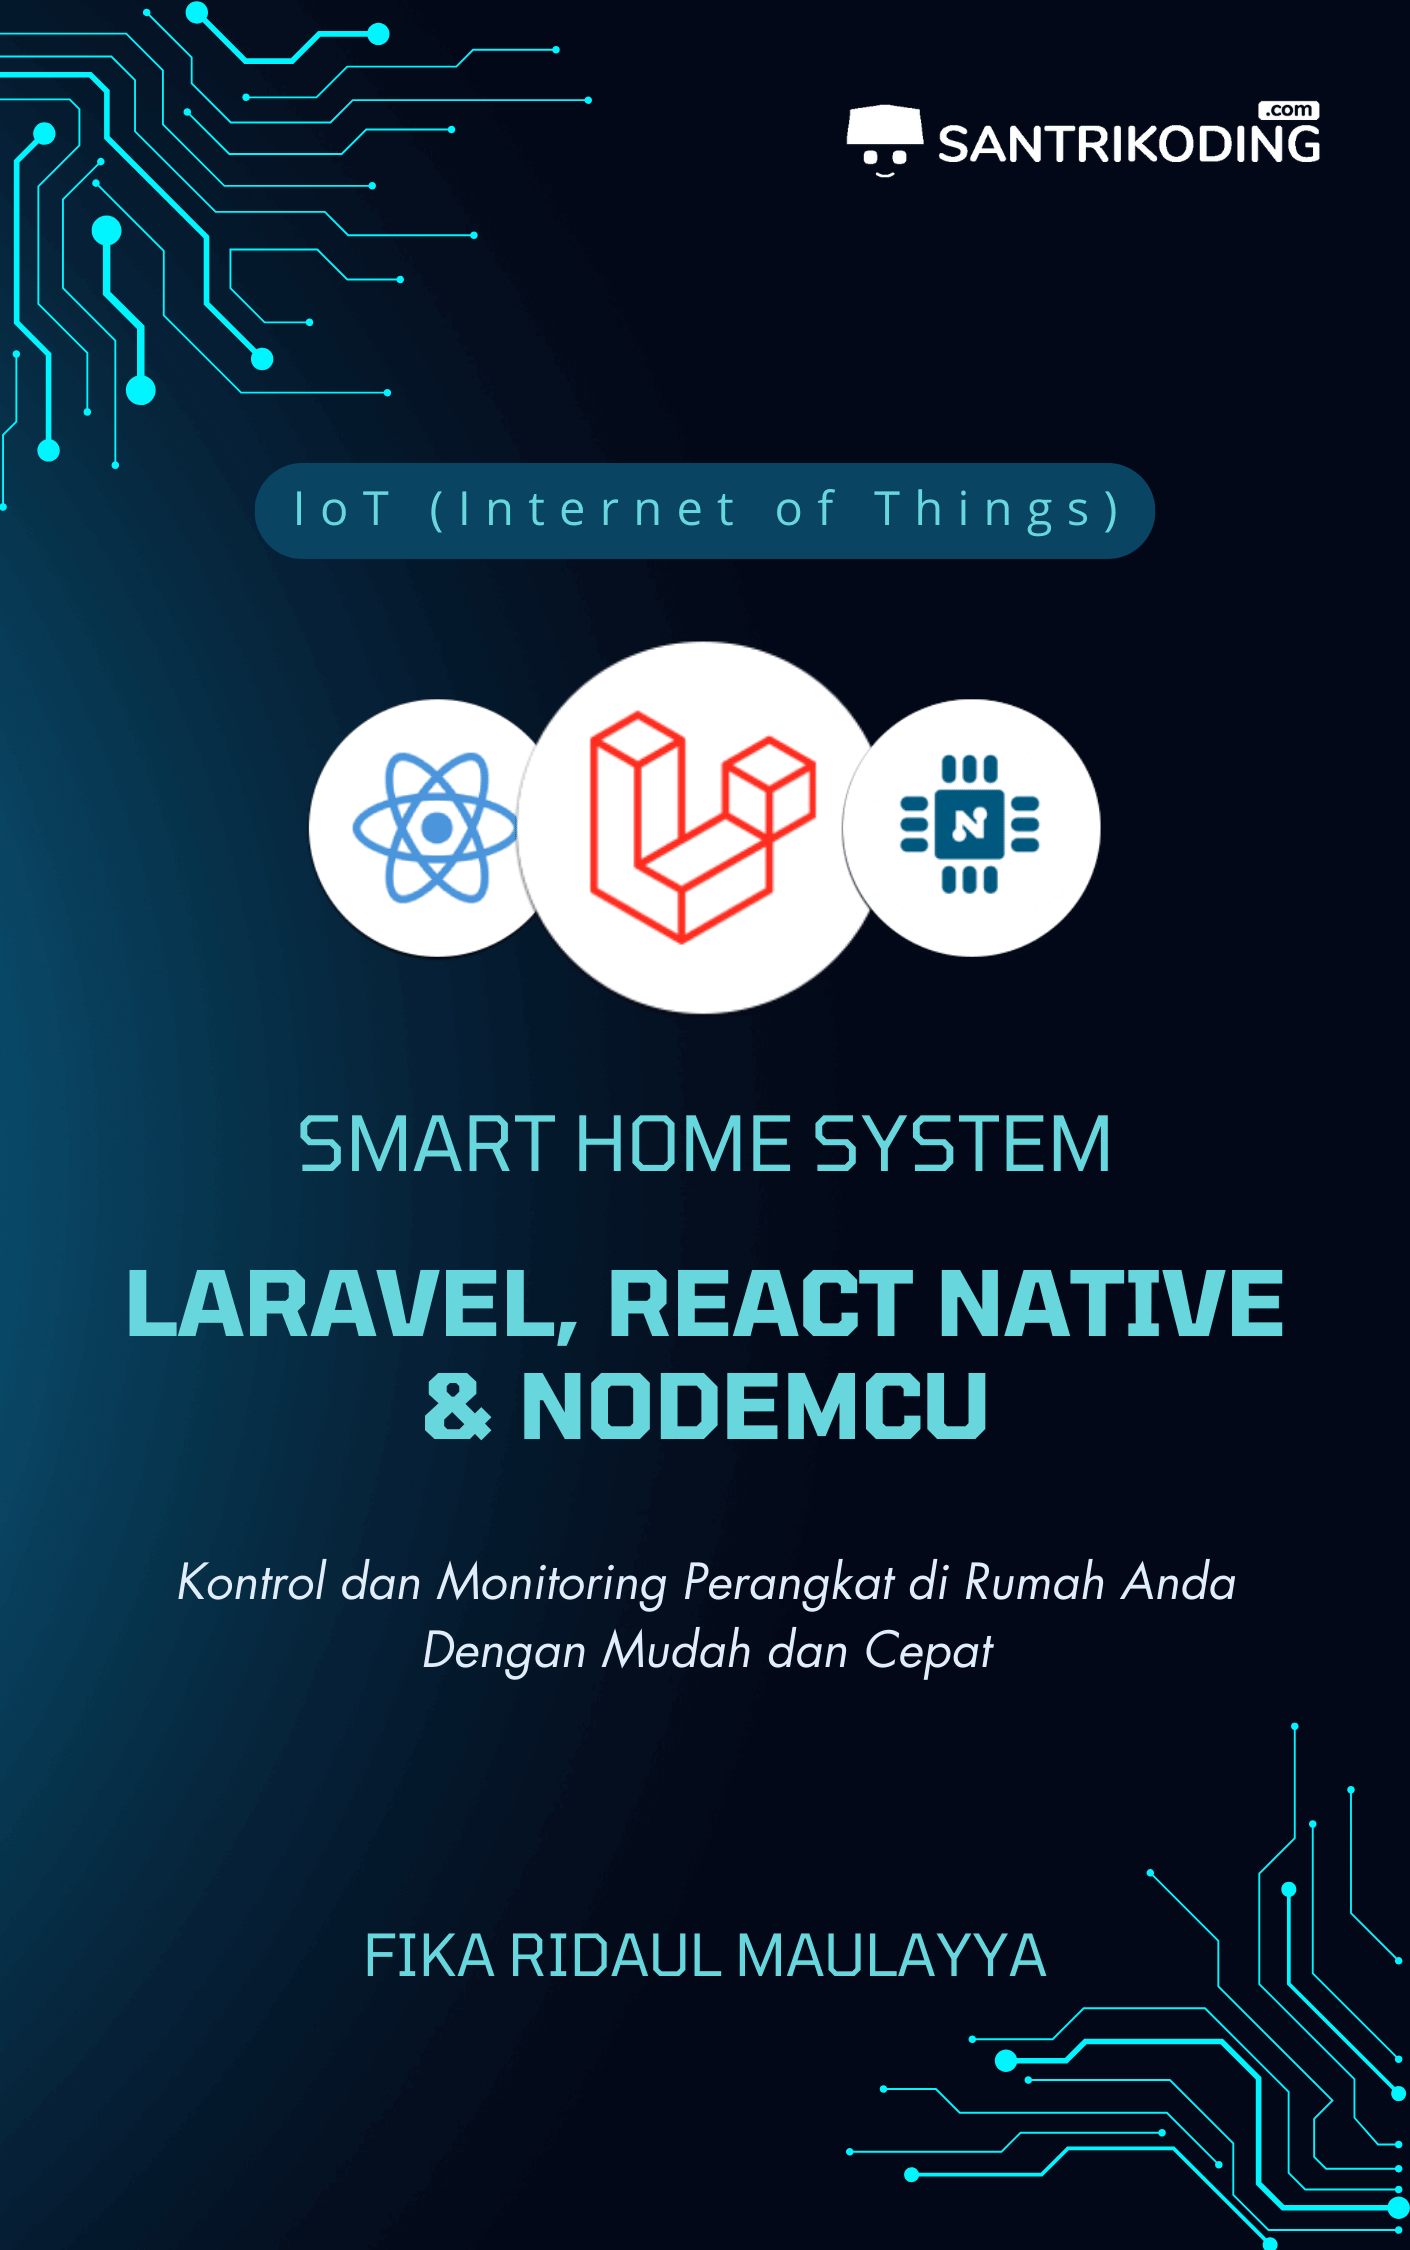 .com
SANTRIKODING
IoT (Internet of Things)
N
SMART HOME SYSTEM
LARAVEL, REACT NATIVE
& NODEMCU
Kontrol dan Monitoring Perangkat di Rumah Anda
Dengan Mudah dan Cepat
FIKA RIDAUL MAULAYYA